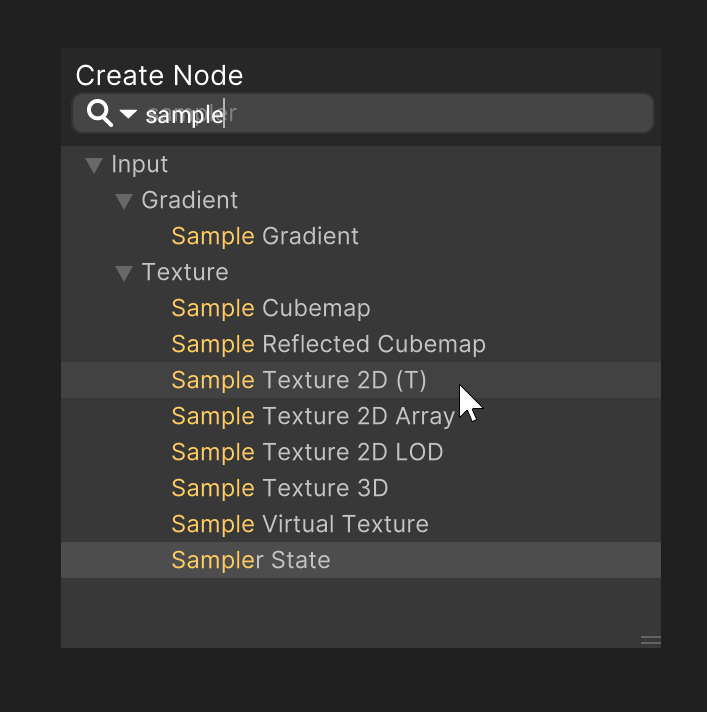 Create Node
sample
Input
Gradient
Sample Gradient
Texture
Sample Cubemap
Sample Reflected Cubemap
Sample Texture 2D (T)
Sample Texture 2D Array
Sample Texture 2D LOD
Sample Texture 3D
Sample Virtual Texture
Sampler State